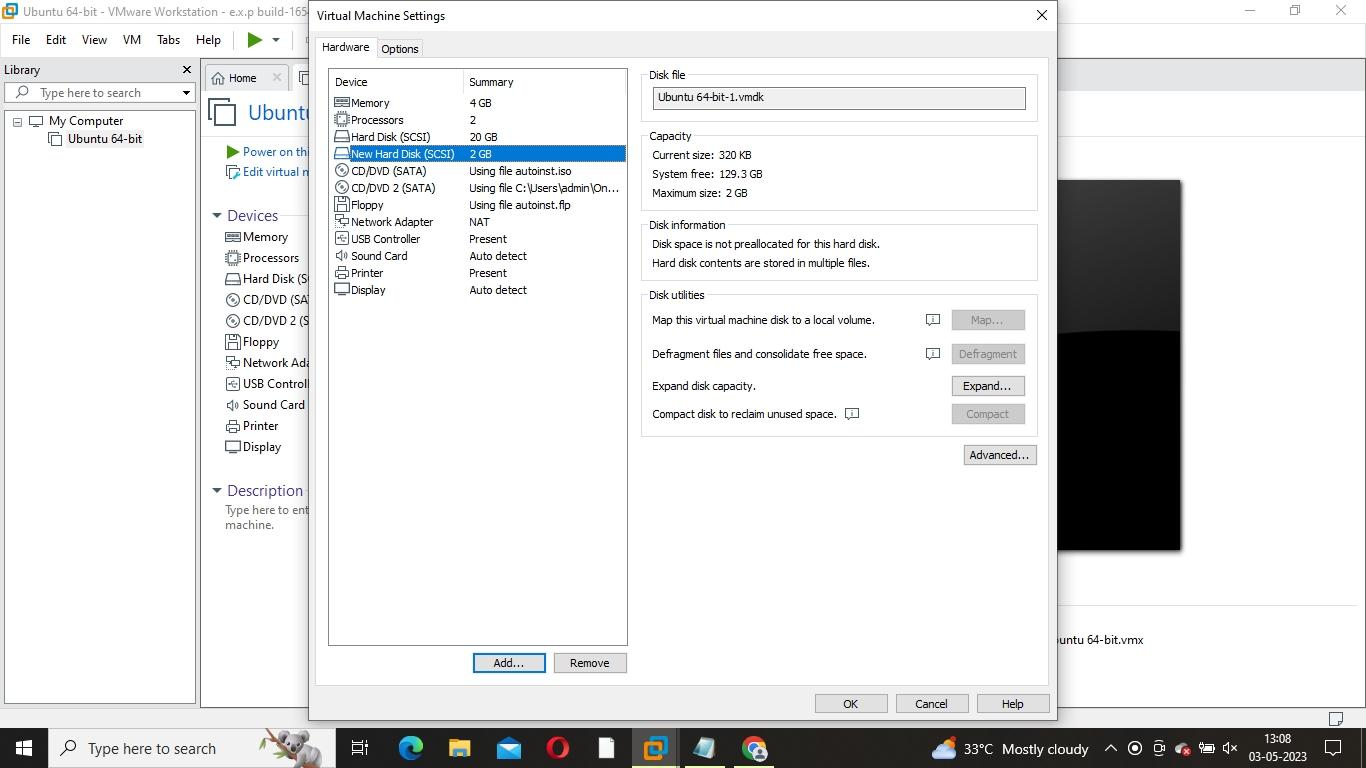 Ubuntu 64-bit - VMware Workstation - e.x.p build-165
File Edit View VM Tabs Help
Library
Type here to search
My Computer
Ubuntu 64-bit
Home
Ubuntu
Power on this
Edit virtual m
Devices
Memory
Processors
Hard Disk (S
CD/DVD (SA
CD/DVD 2 (S
Floppy
Network Ada
USB Control
Sound Card
Printer
Display
Description
Type here to ent
machine.
Virtual Machine Settings
Hardware Options
Device Summary
Memory 4 GB
Processors 2
Hard Disk (SCSI) 20 GB
New Hard Disk (SCSI) 2 GB
CD/DVD (SATA) Using file autoinst.iso
CD/DVD 2 (SATA) Using file C:\Users\admin\On...
Floppy Using file autoinst.flp
Network Adapter NAT
USB Controller Present
Sound Card Auto detect
Printer Present
Display Auto detect
Add... Remove
Disk file
Ubuntu 64-bit-1.vmdk
Capacity
Current size: 320 KB
System free: 129.3 GB
Maximum size: 2 GB
Disk information
Disk space is not preallocated for this hard disk.
Hard disk contents are stored in multiple files.
Disk utilities
Map this virtual machine disk to a local volume. Map...
Defragment files and consolidate free space. Defragment
Expand disk capacity. Expand...
Compact disk to reclaim unused space. Compact
Advanced...
OK Cancel Help
untu 64-bit.vmx
Type here to search
33°C Mostly cloudy
13:08
03-05-2023